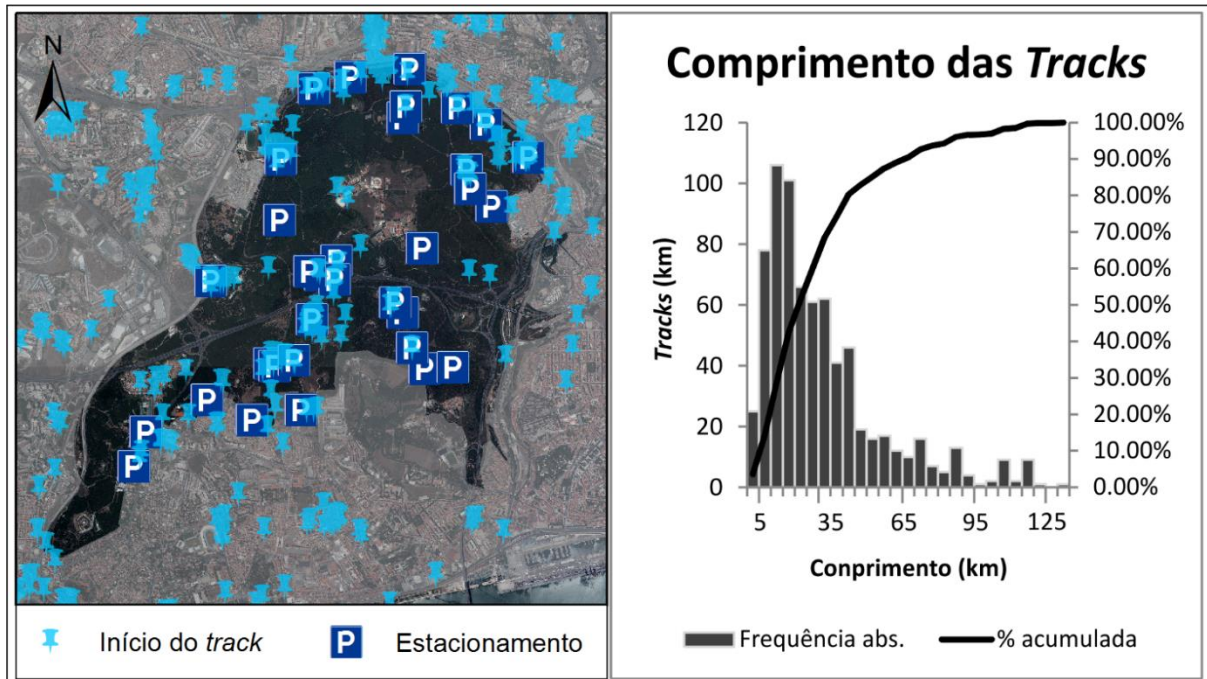 N
Início do track
P Estacionamento
Comprimento das Tracks
120
100
80
60
40
20
0
Tracks (km)
100.00%
90.00%
80.00%
70.00%
60.00%
50.00%
40.00%
30.00%
20.00%
10.00%
0.00%
5 35 65 95 125
Conprimento (km)
Frequência abs.
% acumulada